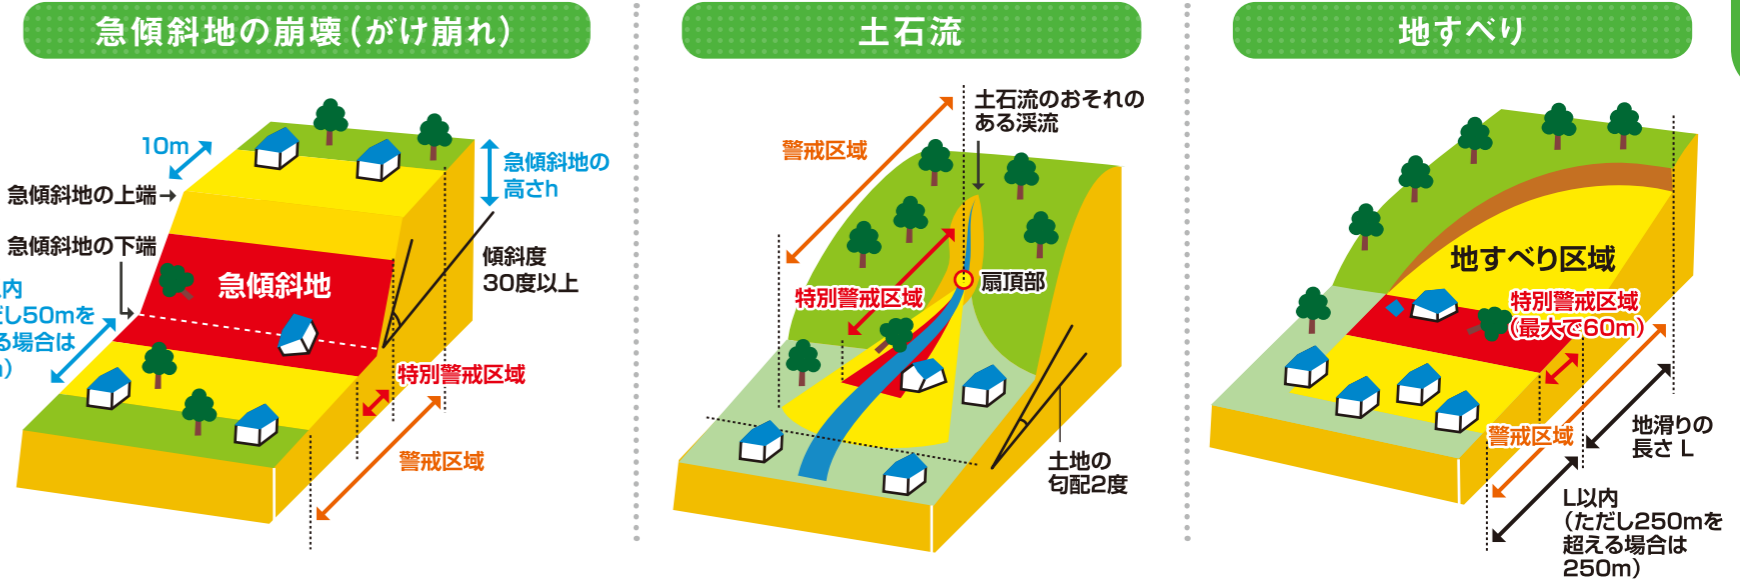 急傾斜地の崩壊(がけ崩れ)
10m
急傾斜地の上端→
急傾斜地の下端
急傾斜地の
高さh
急傾斜地
傾斜度
30度以上
以内
だし50mを
る場合は
m)
特別警戒区域
警戒区域
土石流
土石流のおそれの
ある渓流
警戒区域
扇頂部
特別警戒区域
土地の
勾配2度
地すべり
地すべり区域
特別警戒区域
(最大で60m)
警戒区域
地滑りの
長さ L
L以内
(ただし250mを
超える場合は
250m)